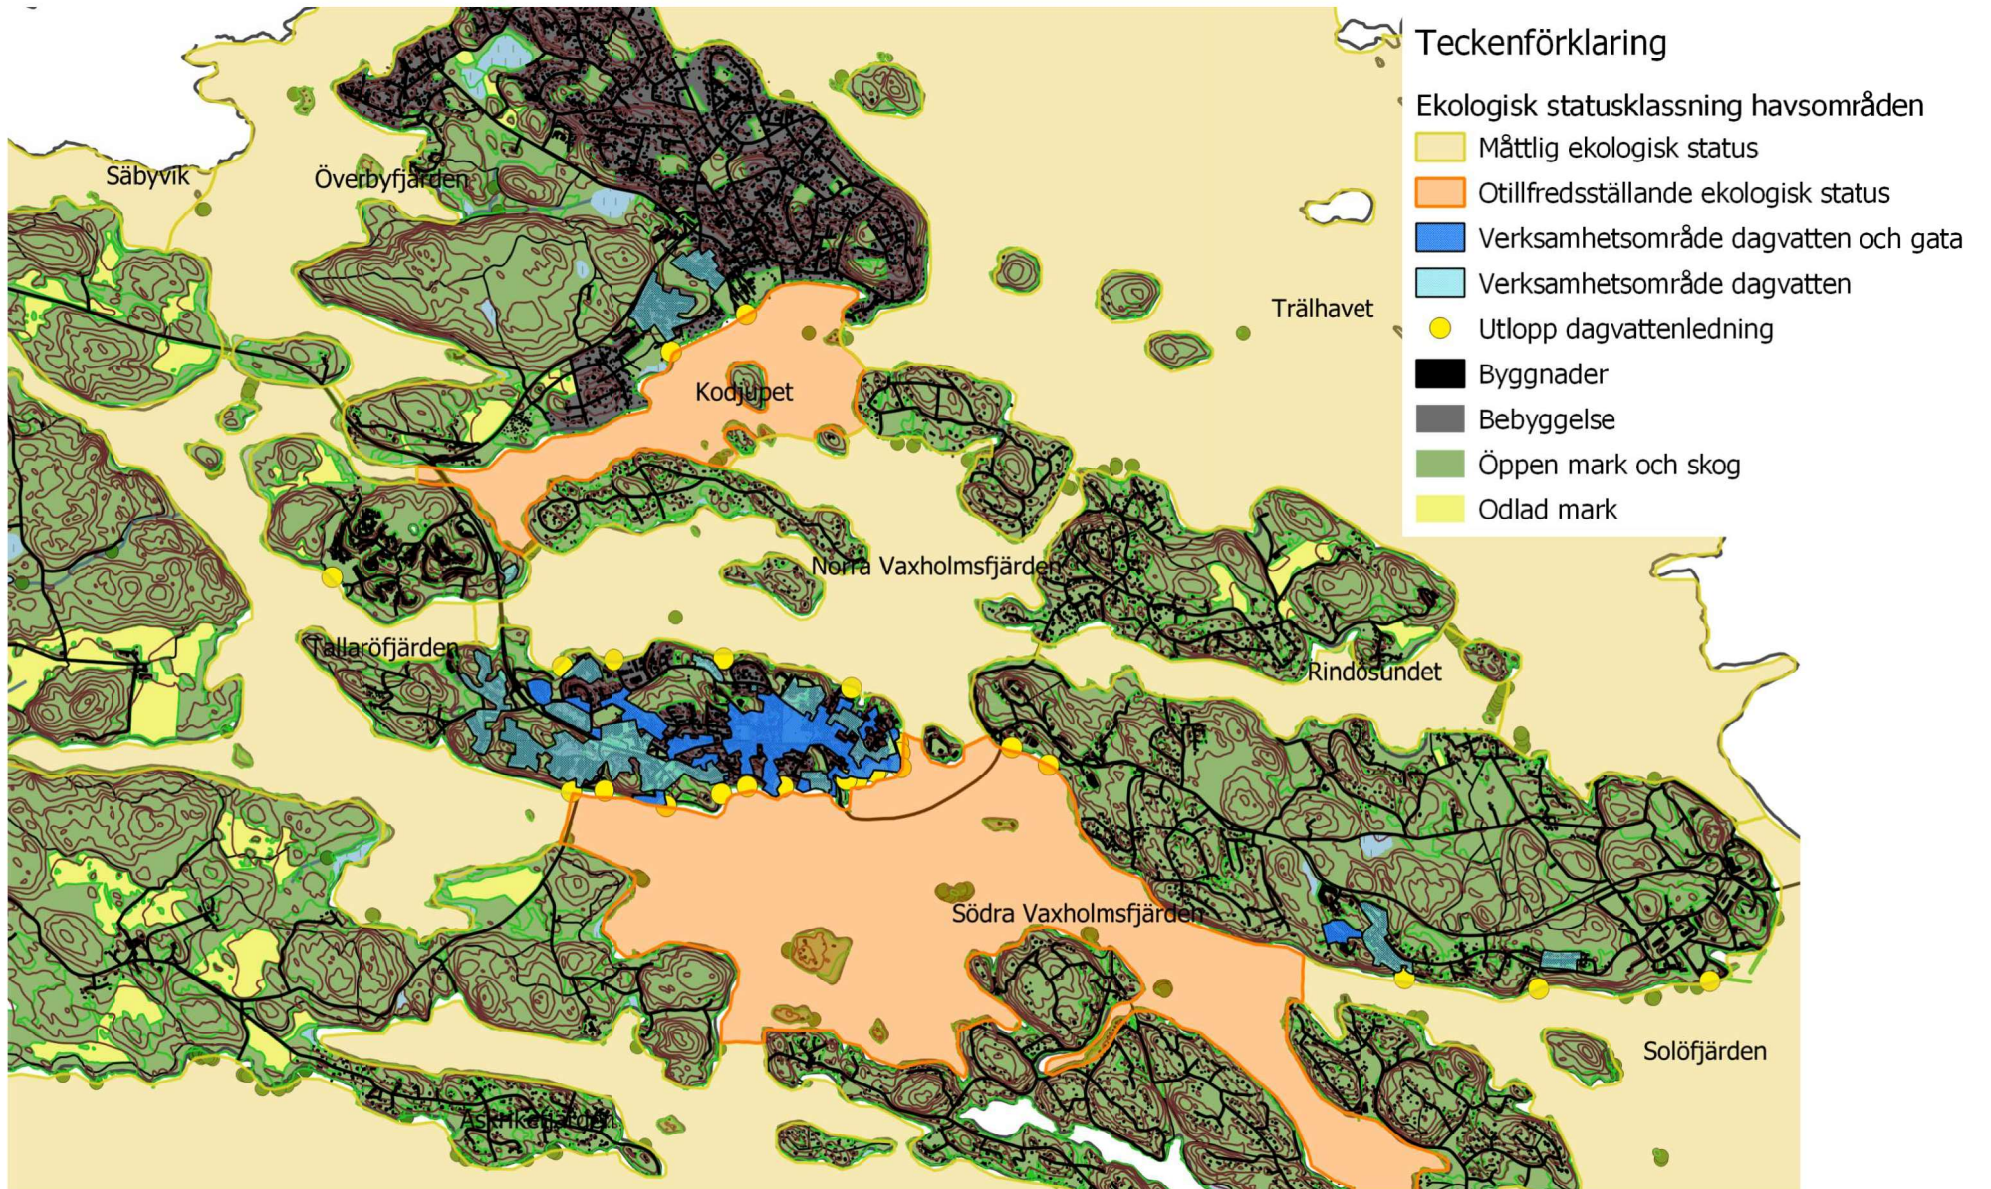 Teckenförklaring
Ekologisk statusklassning havsområden
Måttlig ekologisk status
Otillfredsställande ekologisk status
Verksamhetsområde dagvatten och gata
Verksamhetsområde dagvatten
Utlopp dagvattenledning
Byggnader
Bebyggelse
Öppen mark och skog
Odlad mark
Säbyvik
Överbyfjärden
Trälhavet
Kodjupet
Norra Vaxholmsfjärden
Tallaröfjärden
Rindösundet
Södra Vaxholmsfjärden
Solöfjärden
Askrikefjärden